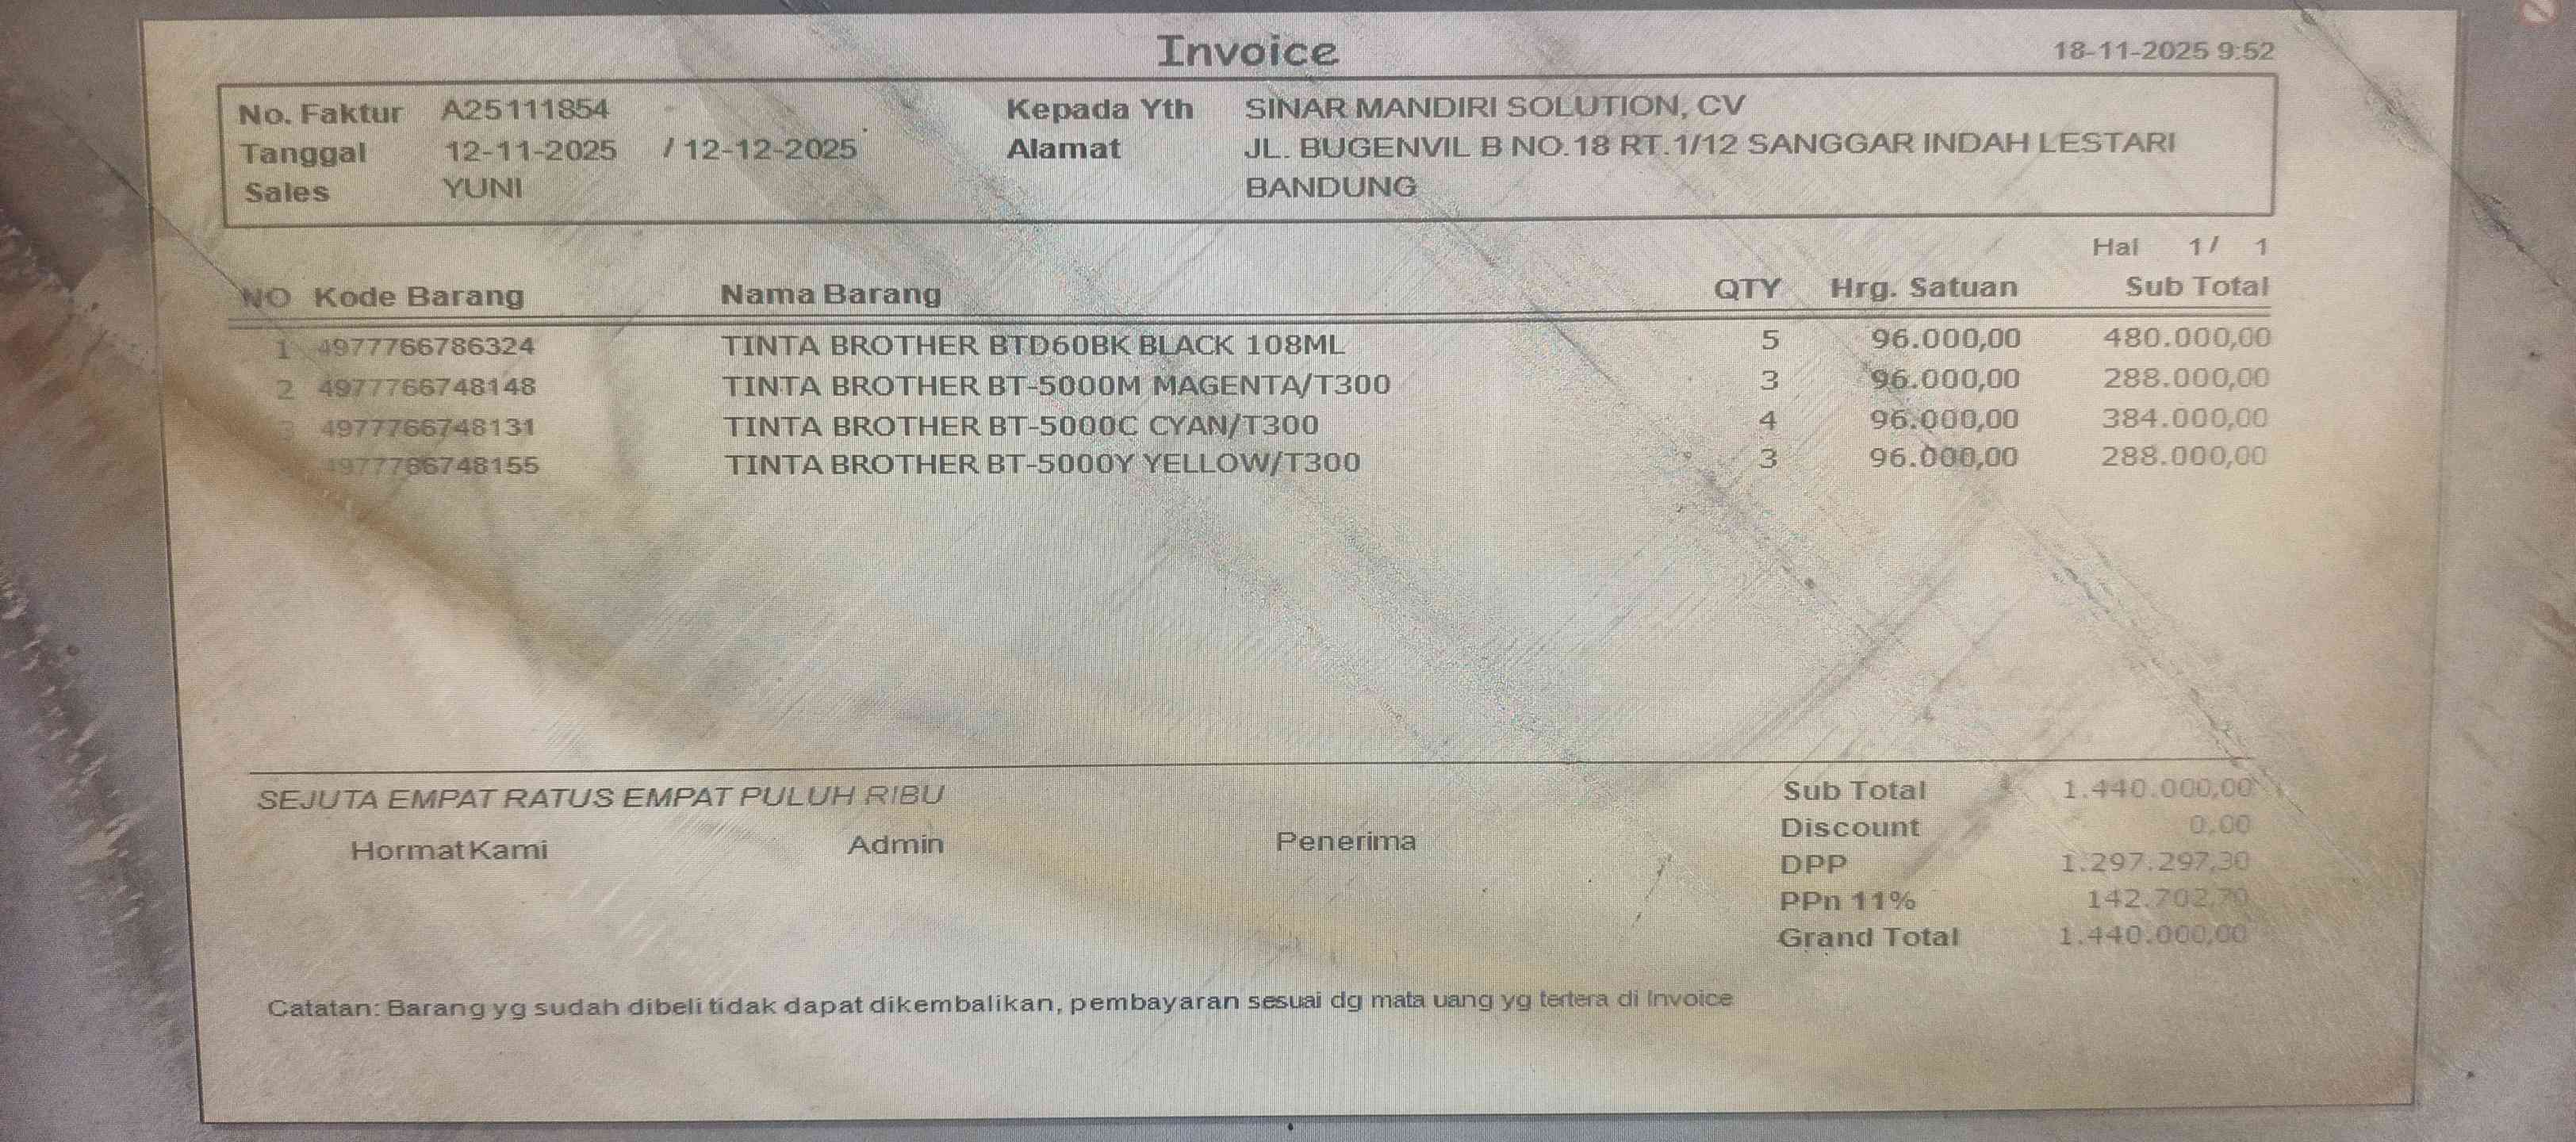 Invoice
18-11-2025 9:52
No. Faktur A25111854 Kepada Yth SINAR MANDIRI SOLUTION, CV
Tanggal 12-11-2025 / 12-12-2025 Alamat JL. BUGENVIL B NO.18 RT.1/12 SANGGAR INDAH LESTARI
Sales YUNI BANDUNG
Hal 1/ 1
NO Kode Barang Nama Barang QTY Hrg. Satuan Sub Total
1 4977766786324 TINTA BROTHER BTD60BK BLACK 108ML 5 96.000,00 480.000,00
2 4977766748148 TINTA BROTHER BT-5000M MAGENTA/T300 3 96.000,00 288.000,00
3 4977766748131 TINTA BROTHER BT-5000C CYAN/T300 4 96.000,00 384.000,00
4977766748155 TINTA BROTHER BT-5000Y YELLOW/T300 3 96.000,00 288.000,00
SEJUTA EMPAT RATUS EMPAT PULUH RIBU
Hormat Kami Admin Penerima
Sub Total 1.440.000,00
Discount 0,00
DPP 1.297.297,30
PPn 11% 142.702,70
Grand Total 1.440.000,00
Catatan: Barang yg sudah dibeli tidak dapat dikembalikan, pembayaran sesuai dg mata uang yg tertera di Invoice